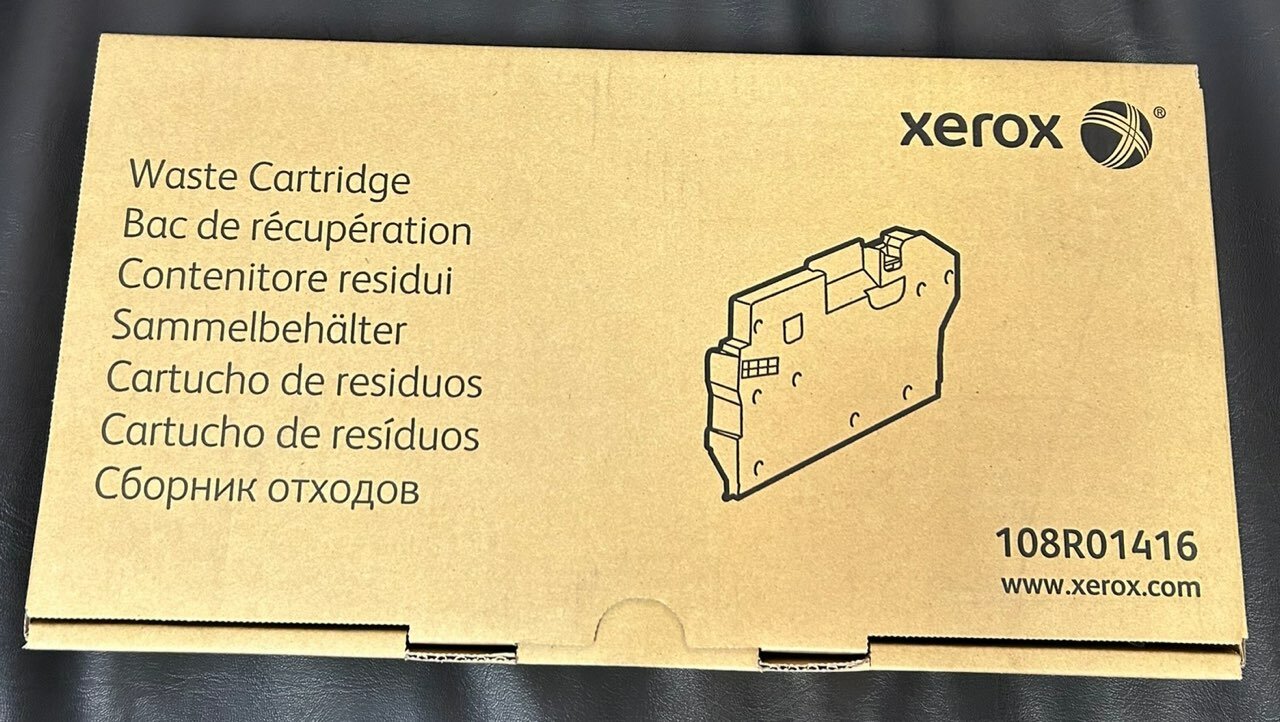 xerox ®
Waste Cartridge
Bac de récupération
Contenitore residui
Sammelbehälter
Cartucho de residuos
Cartucho de resíduos
Сборник отходов
108R01416
www.xerox.com